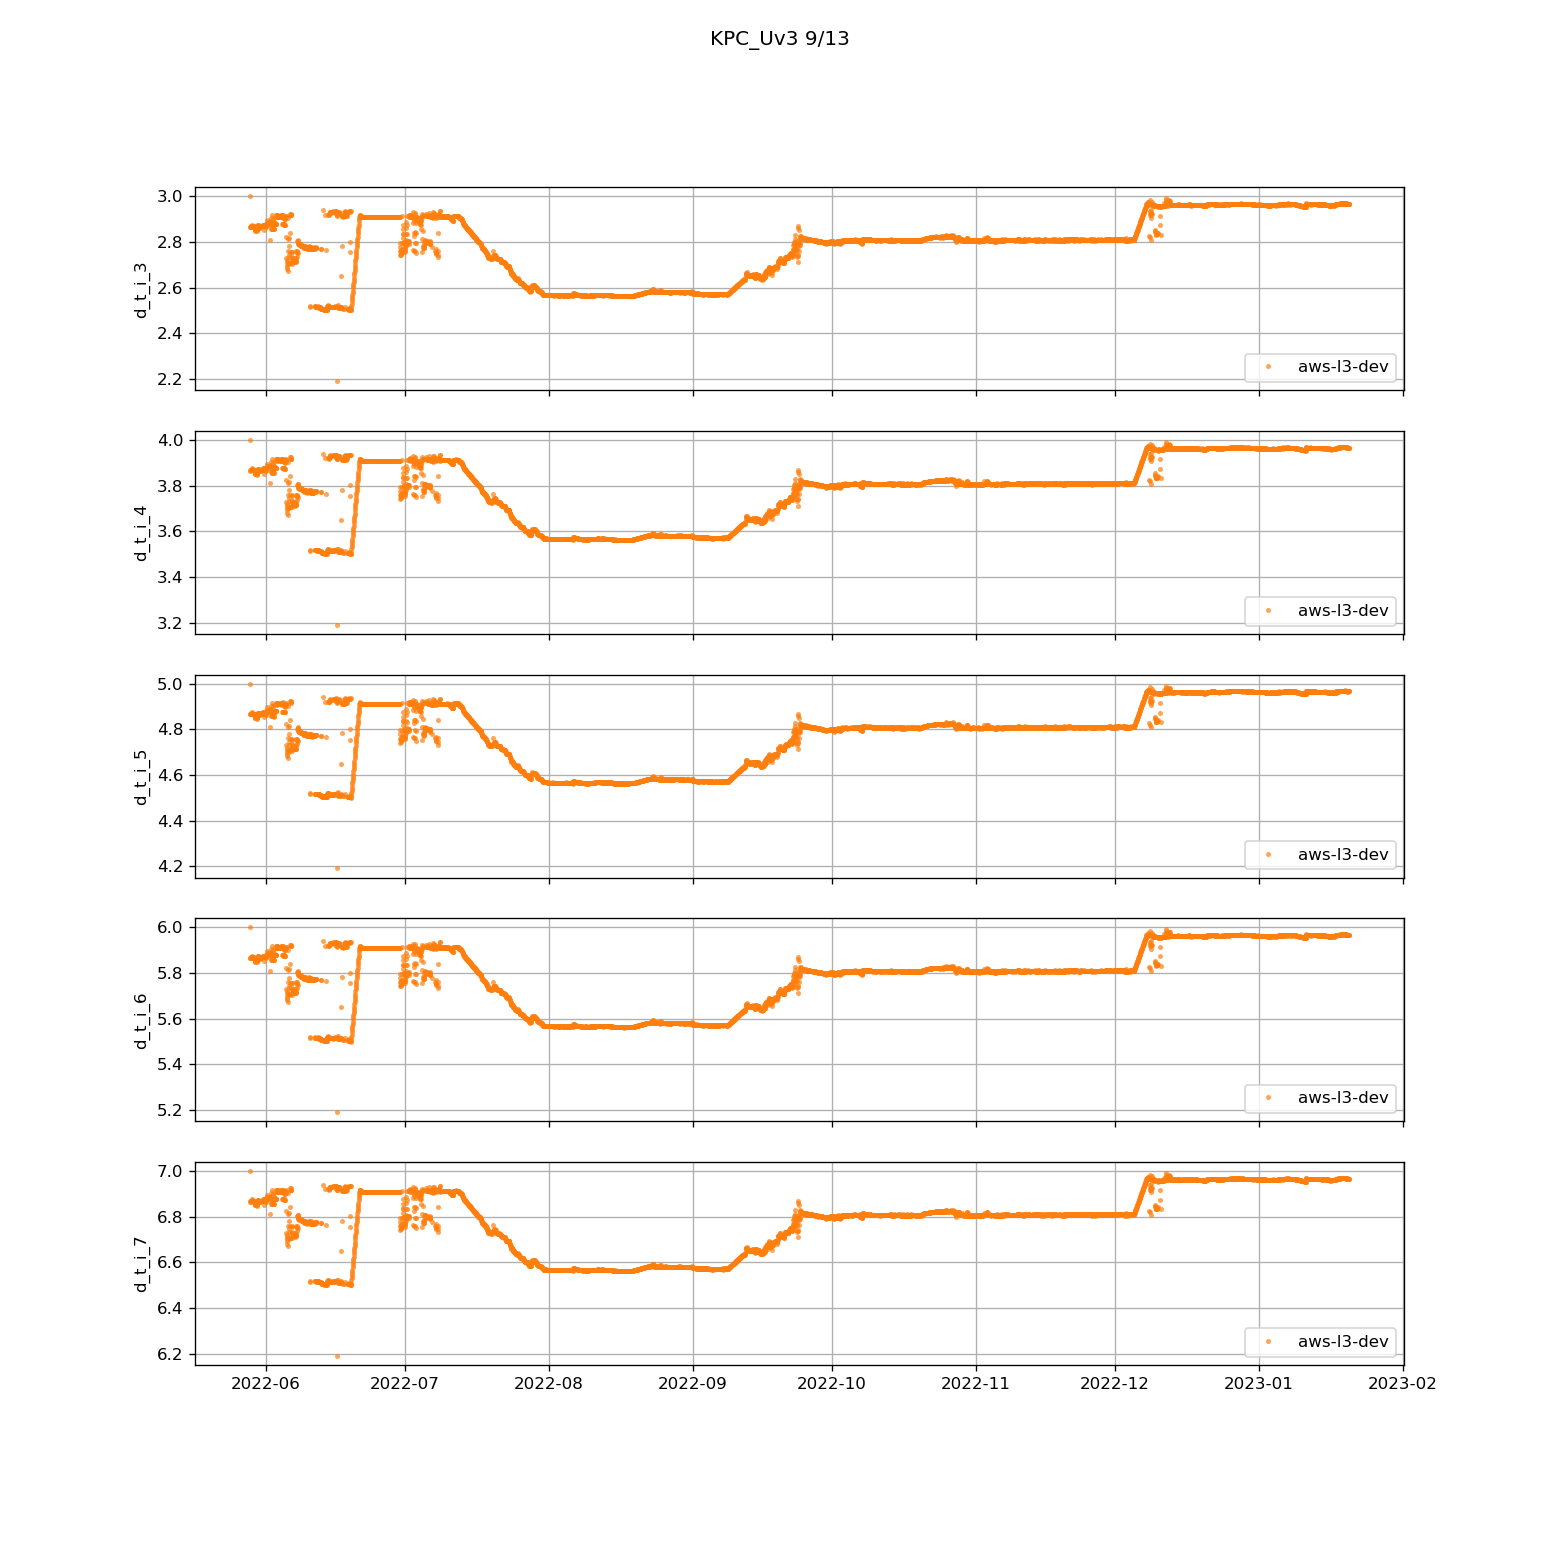 KPC_Uv3 9/13
3.0
2.8
2.6
2.4
2.2
d_t_i_3
aws-l3-dev
4.0
3.8
3.6
3.4
3.2
d_t_i_4
aws-l3-dev
5.0
4.8
4.6
4.4
4.2
d_t_i_5
aws-l3-dev
6.0
5.8
5.6
5.4
5.2
d_t_i_6
aws-l3-dev
7.0
6.8
6.6
6.4
6.2
d_t_i_7
aws-l3-dev
2022-06 2022-07 2022-08 2022-09 2022-10 2022-11 2022-12 2023-01 2023-02